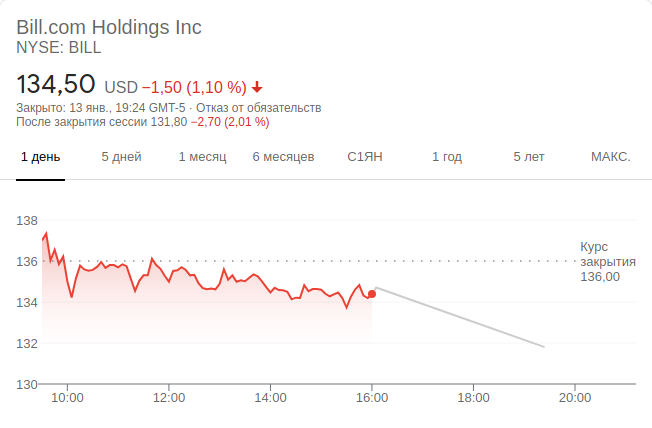 Bill.com Holdings Inc
NYSE: BILL
134,50 USD −1,50 (1,10 %)
Закрыто: 13 янв., 19:24 GMT-5 · Отказ от обязательств
После закрытия сессии 131,80 −2,70 (2,01 %)
1 день 5 дней 1 месяц 6 месяцев С1ЯН 1 год 5 лет МАКС.
138
136
134
132
130
Курс
закрытия
136,00
10:00 12:00 14:00 16:00 18:00 20:00